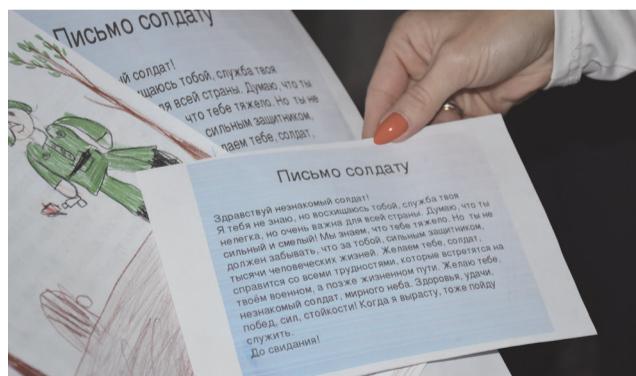 Письмо солдату
ый солдат!
щаюсь тобой, служба твоя
ля всей страны. Думаю, что ты
что тебе тяжело. Но ты не
сильным защитником,
лаем тебе, солдат,
Письмо солдату
Здравствуй незнакомый солдат!
Я тебя не знаю, но восхищаюсь тобой, служба твоя
нелегка, но очень важна для всей страны. Думаю, что ты
сильный и смелый! Мы знаем, что тебе тяжело. Но ты не
должен забывать, что за тобой, сильным защитником,
тысячи человеческих жизней. Желаем тебе, солдат,
справится со всеми трудностями, которые встретятся на
твоём военном, а позже жизненном пути. Желаю тебе,
незнакомый солдат, мирного неба. Здоровья, удачи,
побед, сил, стойкости! Когда я вырасту, тоже пойду
служить.
До свидания!